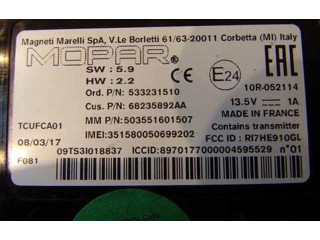 Magneti Marelli SpA, V.Le Borletti 61/63-20011 Corbetta (MI) Italy
MOPAR
SW : 5.9
HW : 2.2
E24
EAC
Ord. P/N : 533231510
10R-052114
Cus. P/N : 68235892AA
13.5V 1A
TCUFCA01
MM P/N : 503551601507
MADE IN FRANCE
08/03/17
IMEI:351580050699202
Contains transmitter
FCC ID : RI7HE910GL
F081
09TS3I018837 ICCID:8970177000004595529 n°01